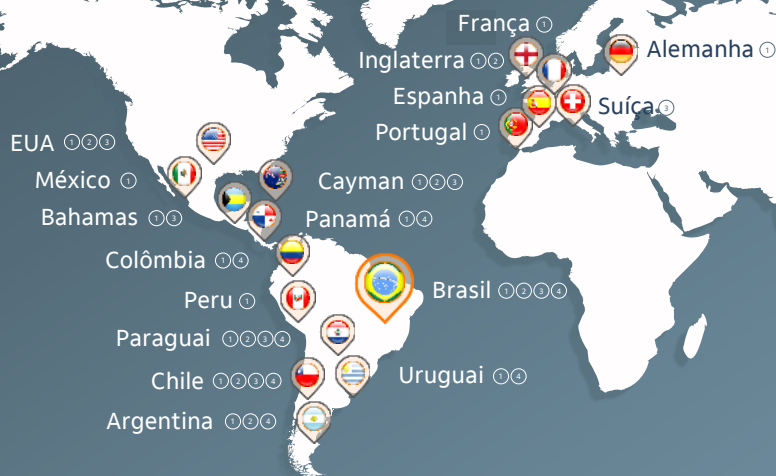 França ①
Inglaterra ①②
Alemanha ①
Espanha ①
Suíça ③
Portugal ①
EUA ①②③
México ①
Cayman ①②③
Bahamas ①③
Panamá ①④
Colômbia ①④
Brasil ①②③④
Peru ①
Paraguai ①②③④
Chile ①②③④
Uruguai ①④
Argentina ①②④